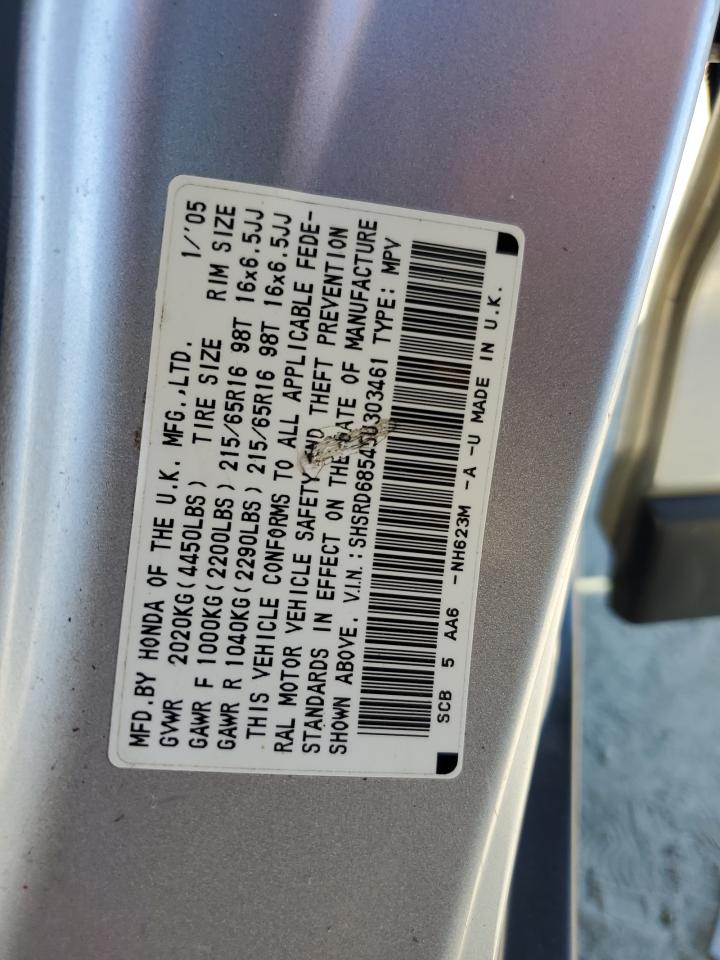 MFD.BY HONDA OF THE U.K. MFG.,LTD. 1/'05
GVWR 2020KG(4450LBS) TIRE SIZE RIM SIZE
GAWR F 1000KG(2200LBS) 215/65R16 98T 16x6.5JJ
GAWR R 1040KG(2290LBS) 215/65R16 98T 16x6.5JJ
THIS VEHICLE CONFORMS TO ALL APPLICABLE FEDE-
RAL MOTOR VEHICLE SAFETY AND THEFT PREVENTION
STANDARDS IN EFFECT ON THE DATE OF MANUFACTURE
SHOWN ABOVE. V.I.N.: SHSRD68545U303461 TYPE: MPV
SCB 5 AA6 -NH623M -A -U MADE IN U.K.